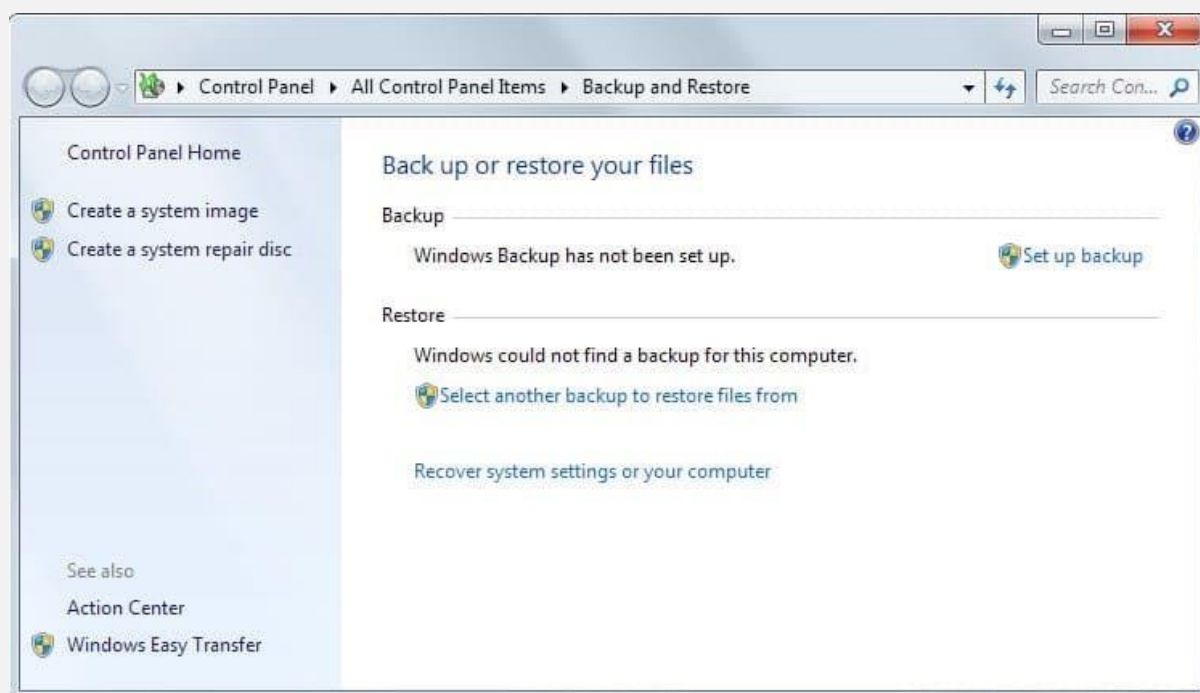 Control Panel ▸ All Control Panel Items ▸ Backup and Restore
Search Con...
Control Panel Home
Create a system image
Create a system repair disc
See also
Action Center
Windows Easy Transfer
Back up or restore your files
Backup
Windows Backup has not been set up.
Set up backup
Restore
Windows could not find a backup for this computer.
Select another backup to restore files from
Recover system settings or your computer